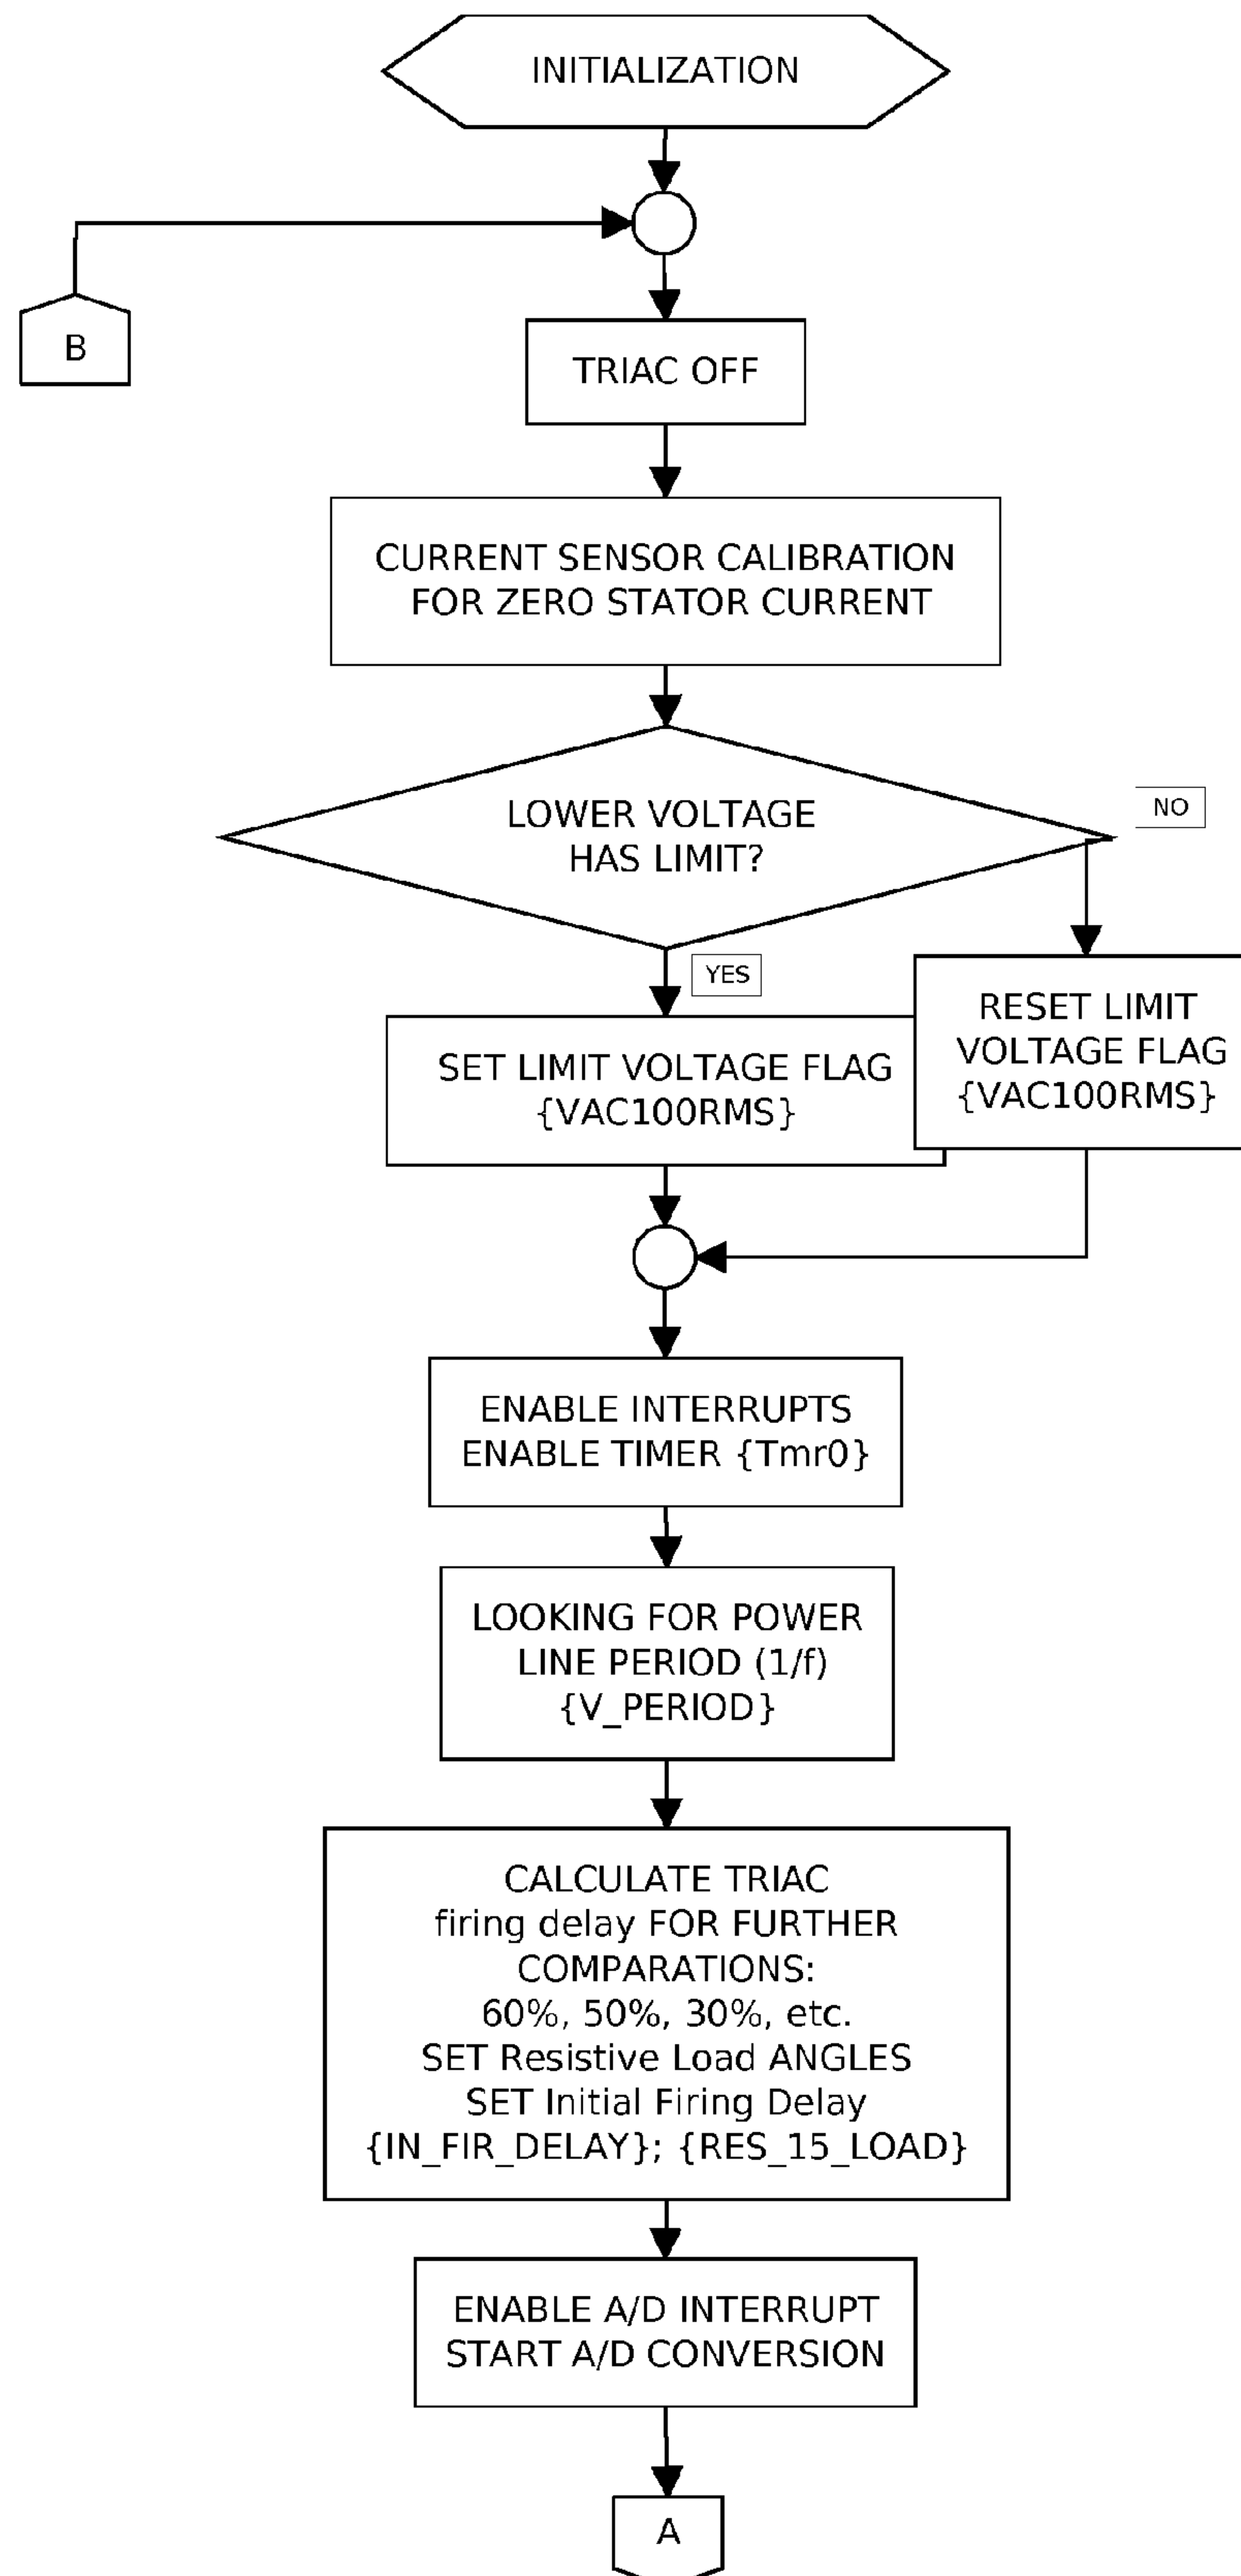 INITIALIZATION
B
TRIAC OFF
CURRENT SENSOR CALIBRATION
FOR ZERO STATOR CURRENT
LOWER VOLTAGE
HAS LIMIT?
NO
YES
SET LIMIT VOLTAGE FLAG
{VAC100RMS}
RESET LIMIT
VOLTAGE FLAG
{VAC100RMS}
ENABLE INTERRUPTS
ENABLE TIMER {Tmr0}
LOOKING FOR POWER
LINE PERIOD (1/f)
{V_PERIOD}
CALCULATE TRIAC
firing delay FOR FURTHER
COMPARATIONS:
60%, 50%, 30%, etc.
SET Resistive Load ANGLES
SET Initial Firing Delay
{IN_FIR_DELAY}; {RES_15_LOAD}
ENABLE A/D INTERRUPT
START A/D CONVERSION
A